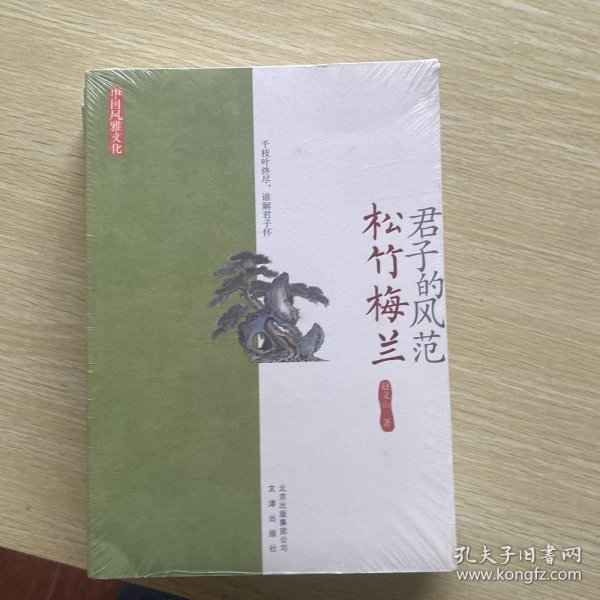 中国风雅文化
君子的风范
松竹梅兰
赵义山 著
千枝叶终尽，谁解君子怀
北京出版集团公司
文津出版社
孔夫子旧书网
www.kongfz.com